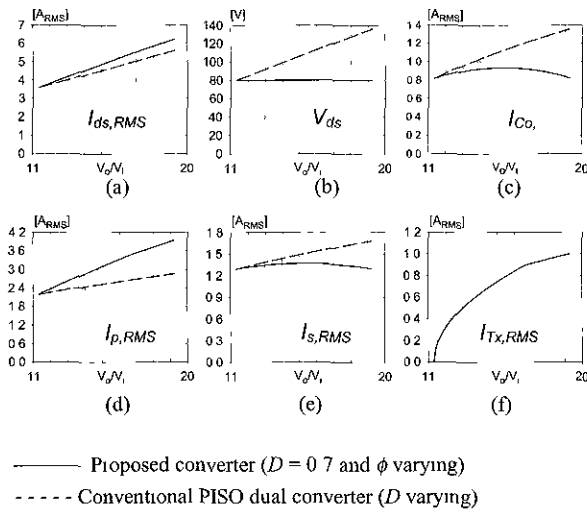 [A_RMS] [V] [A_RMS]
7 140 1.4
6 120 1.2
5 100 1.0
4 80 0.8
3 60 0.6
2 40 0.4
1 20 0.2
0 0 0.0
I_ds,RMS V_ds I_Co,
11 V_o/V_i 20 11 V_o/V_i 20 11 V_o/V_i 20
(a) (b) (c)
[A_RMS] [A_RMS] [A_RMS]
4 2 1.8 1.0
3 6 1.5 0.8
3.0 1.2 0.6
2.4 0 9 0.4
1 8 0 6 0.2
1 2 0 3 0.0
0 6 0.0
0 0
I_p,RMS I_s,RMS I_Tx,RMS
11 V_o/V_i 20 11 V_o/V_i 20 11 V_o/V_i 20
(d) (e) (f)
Proposed converter (D = 0 7 and ϕ varying)
Conventional PISO dual converter (D varying)